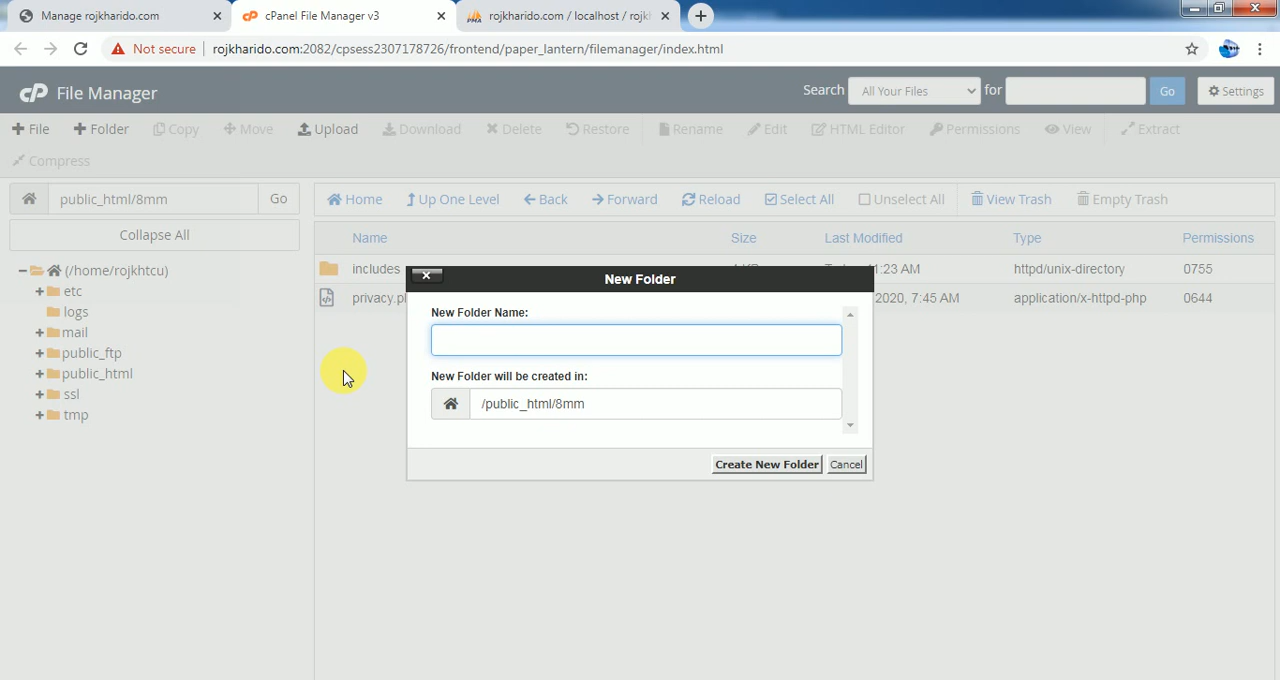 Manage rojkharido.com
cPanel File Manager v3
rojkharido.com / localhost / rojk
Not secure
rojkharido.com:2082/cpsess2307178726/frontend/paper_lantern/filemanager/index.html
cP File Manager
Search All Your Files for Go Settings
+ File + Folder Copy Move Upload Download Delete Restore Rename Edit HTML Editor Permissions View Extract
Compress
public_html/8mm Go
Home Up One Level Back Forward Reload Select All Unselect All View Trash Empty Trash
Collapse All
Name Size Last Modified Type Permissions
(/home/rojkhtcu)
+ etc
logs
+ mail
+ public_ftp
+ public_html
+ ssl
+ tmp
includes 11:23 AM httpd/unix-directory 0755
privacy.p 2020, 7:45 AM application/x-httpd-php 0644
New Folder
New Folder Name:
New Folder will be created in:
/public_html/8mm
Create New Folder Cancel